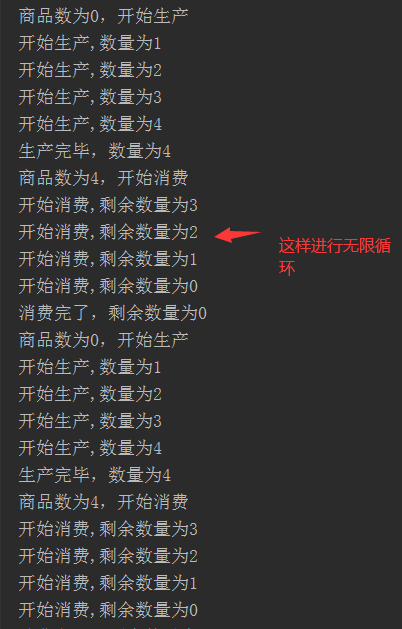 商品数为0, 开始生产
开始生产,数量为1
开始生产,数量为2
开始生产,数量为3
开始生产,数量为4
生产完毕, 数量为4
商品数为4, 开始消费
开始消费,剩余数量为3
开始消费,剩余数量为2
这样进行无限循
环
开始消费,剩余数量为1
开始消费,剩余数量为0
消费完了, 剩余数量为0
商品数为0, 开始生产
开始生产,数量为1
开始生产,数量为2
开始生产,数量为3
开始生产,数量为4
生产完毕, 数量为4
商品数为4, 开始消费
开始消费,剩余数量为3
开始消费,剩余数量为2
开始消费,剩余数量为1
开始消费,剩余数量为0